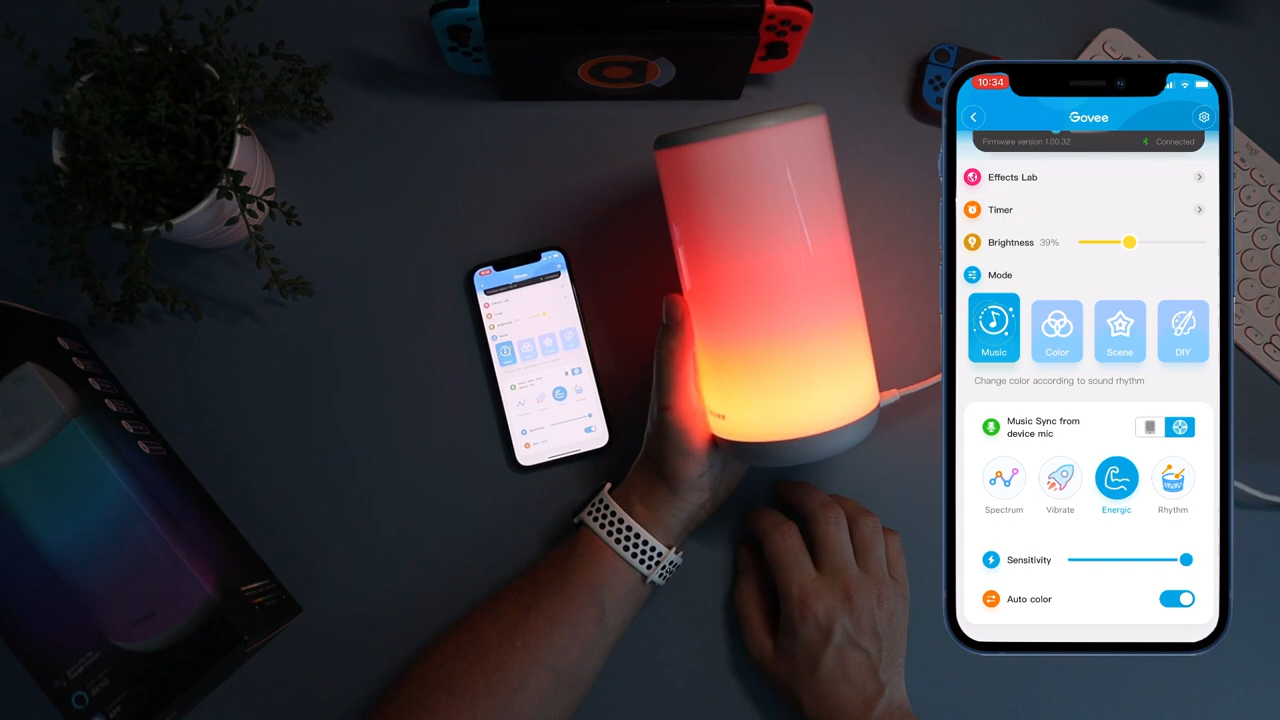 10:34
Govee
Firmware version 1.00.32
Connected
Effects Lab
Timer
Brightness 39%
Mode
Music
Color
Scene
DIY
Change color according to sound rhythm
Music Sync from
device mic
Spectrum
Vibrate
Energic
Rhythm
Sensitivity
Auto color